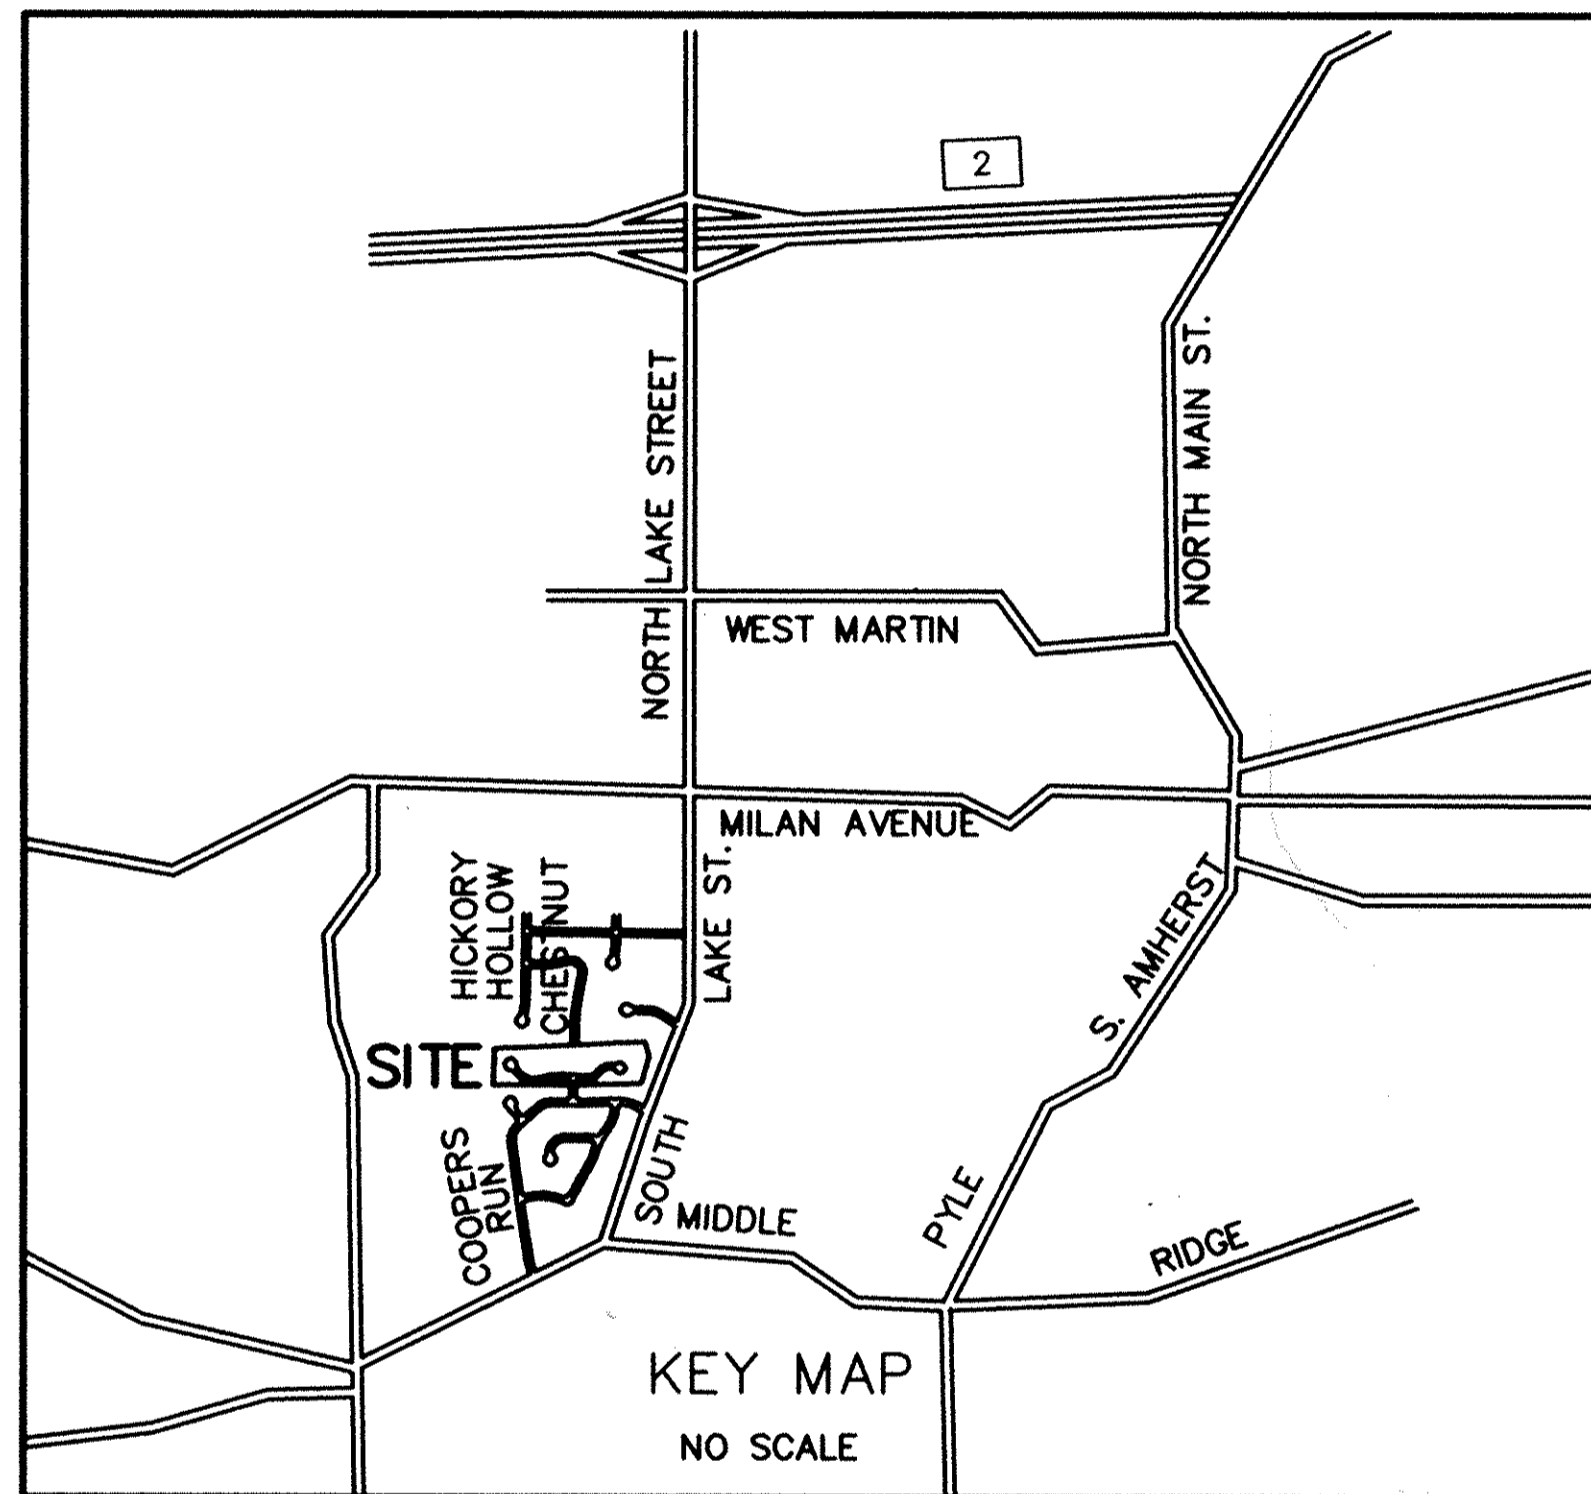 2
NORTH LAKE STREET
NORTH MAIN ST.
WEST MARTIN
MILAN AVENUE
HICKORY
HOLLOW
CHESTNUT
LAKE ST.
SOUTH
S. AMHERST
SITE
COOPERS
RUN
MIDDLE
PYLE
RIDGE
KEY MAP
NO SCALE